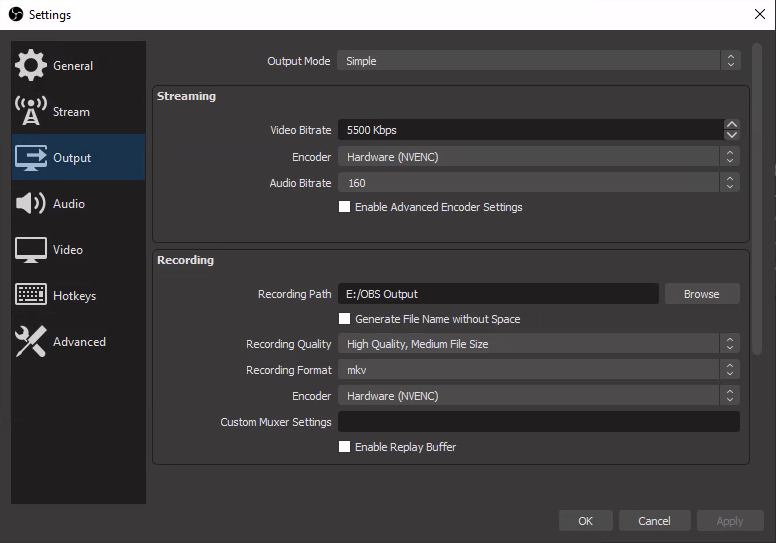 Settings
General
Stream
Output
Audio
Video
Hotkeys
Advanced
Output Mode Simple
Streaming
Video Bitrate 5500 Kbps
Encoder Hardware (NVENC)
Audio Bitrate 160
Enable Advanced Encoder Settings
Recording
Recording Path E:/OBS Output Browse
Generate File Name without Space
Recording Quality High Quality, Medium File Size
Recording Format mkv
Encoder Hardware (NVENC)
Custom Muxer Settings
Enable Replay Buffer
OK Cancel Apply